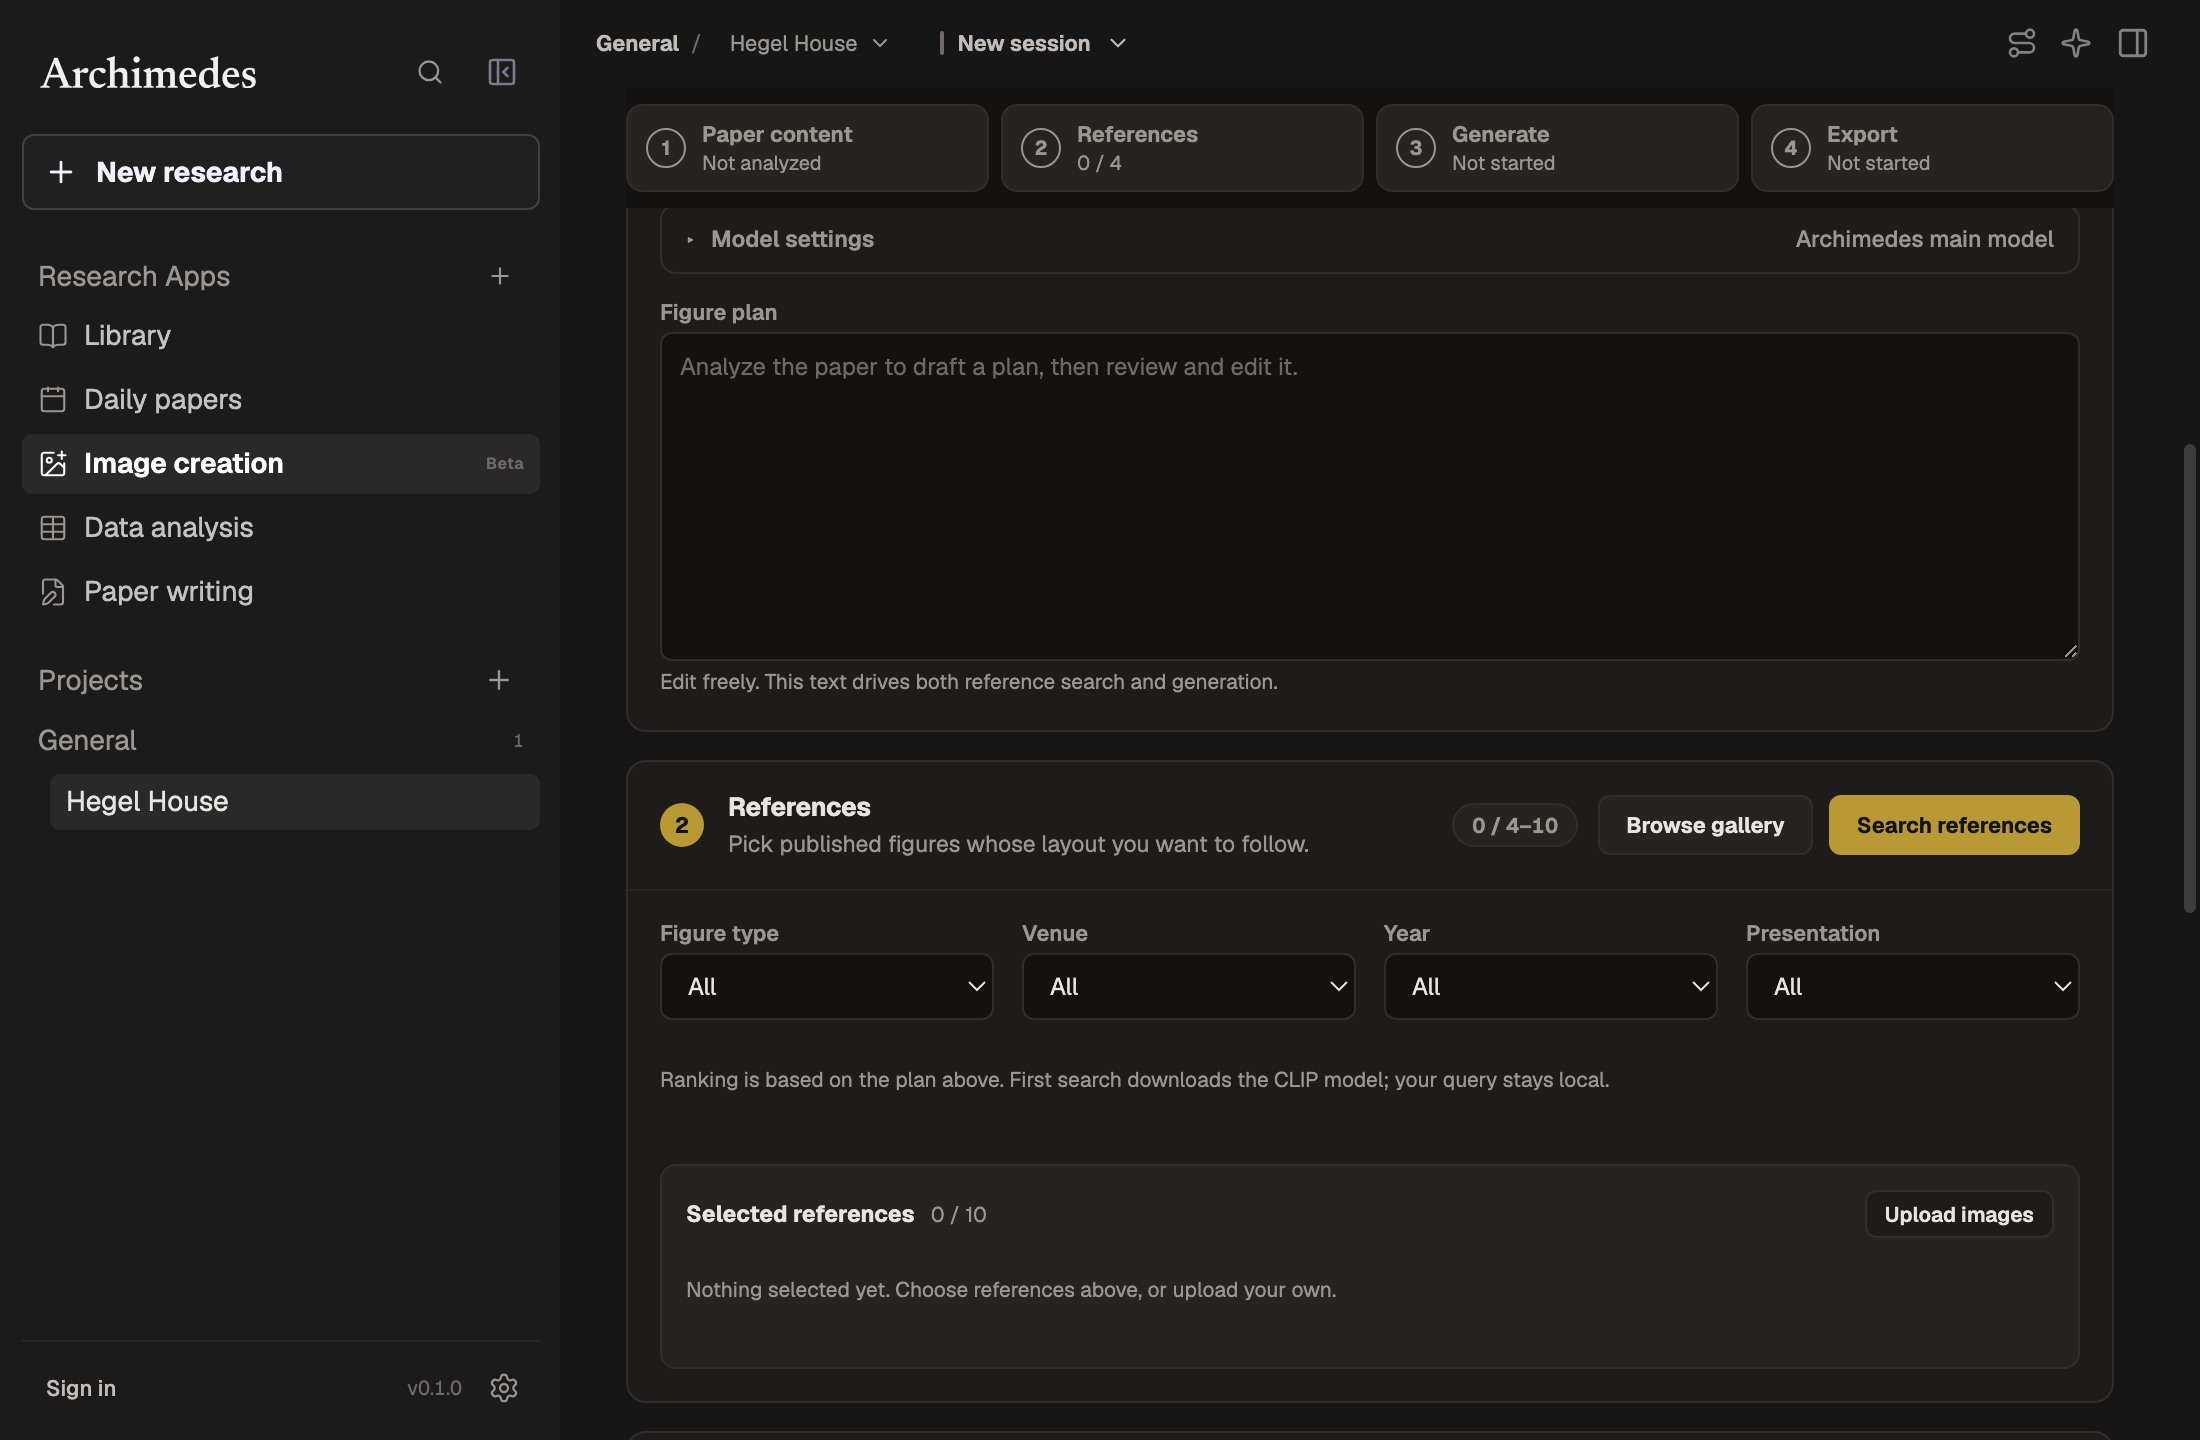 Archimedes
New research
Research Apps
Library
Daily papers
Image creation Beta
Data analysis
Paper writing
Projects
General 1
Hegel House
Sign in v0.1.0
General / Hegel House | New session
1 Paper content
Not analyzed
2 References
0 / 4
3 Generate
Not started
4 Export
Not started
Model settings Archimedes main model
Figure plan
Analyze the paper to draft a plan, then review and edit it.
Edit freely. This text drives both reference search and generation.
2 References
Pick published figures whose layout you want to follow.
0 / 4–10 Browse gallery Search references
Figure type Venue Year Presentation
All All All All
Ranking is based on the plan above. First search downloads the CLIP model; your query stays local.
Selected references 0 / 10 Upload images
Nothing selected yet. Choose references above, or upload your own.